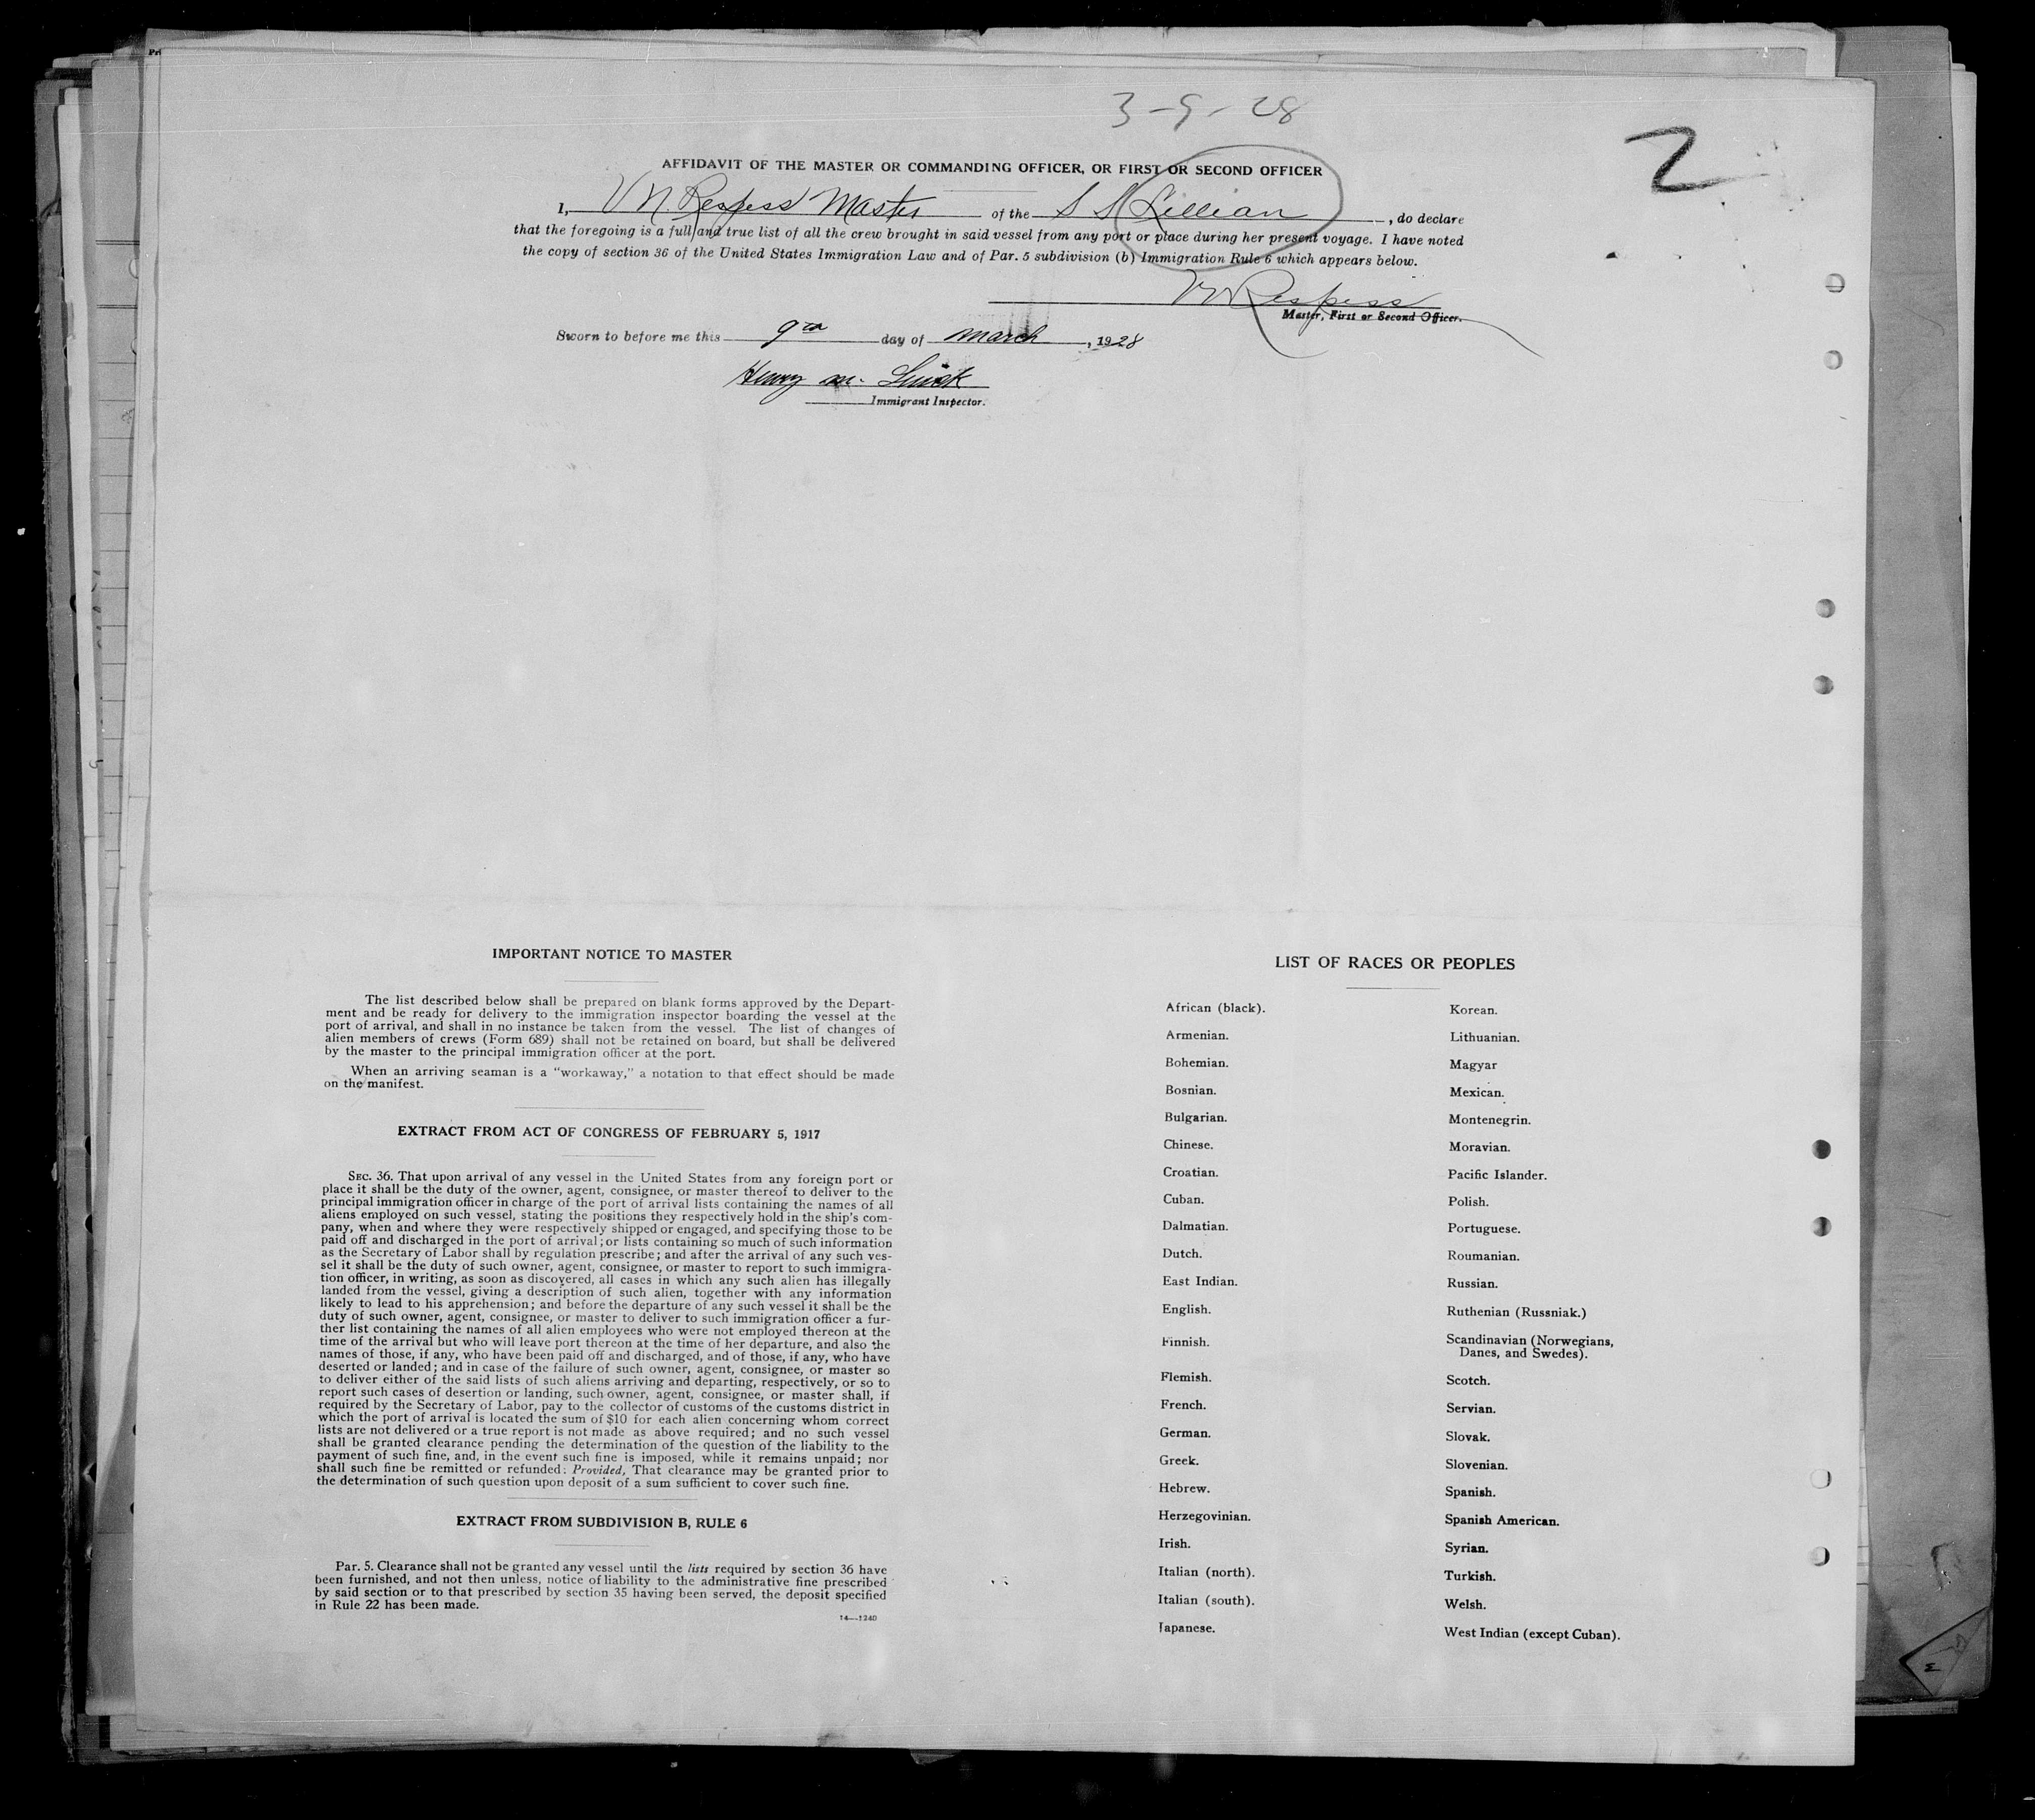 3-9-28
2
AFFIDAVIT OF THE MASTER OR COMMANDING OFFICER, OR FIRST OR SECOND OFFICER
I, V N. Respess Master of the S S Lillian, do declare
that the foregoing is a full and true list of all the crew brought in said vessel from any port or place during her present voyage. I have noted
the copy of section 36 of the United States Immigration Law and of Par. 5 subdivision (b) Immigration Rule 6 which appears below.
V N Respess
Master, First or Second Officer.
Sworn to before me this 9th day of March, 1928
Henry M.
Immigrant Inspector.
IMPORTANT NOTICE TO MASTER
The list described below shall be prepared on blank forms approved by the Depart-
ment and be ready for delivery to the immigration inspector boarding the vessel at the
port of arrival, and shall in no instance be taken from the vessel. The list of changes of
alien members of crews (Form 689) shall not be retained on board, but shall be delivered
by the master to the principal immigration officer at the port.
When an arriving seaman is a "workaway," a notation to that effect should be made
on the manifest.
EXTRACT FROM ACT OF CONGRESS OF FEBRUARY 5, 1917
SEC. 36. That upon arrival of any vessel in the United States from any foreign port or
place it shall be the duty of the owner, agent, consignee, or master thereof to deliver to the
principal immigration officer in charge of the port of arrival lists containing the names of all
aliens employed on such vessel, stating the positions they respectively hold in the ship's com-
pany, when and where they were respectively shipped or engaged, and specifying those to be
paid off and discharged in the port of arrival; or lists containing so much of such information
as the Secretary of Labor shall by regulation prescribe; and after the arrival of any such ves-
sel it shall be the duty of such owner, agent, consignee, or master to report to such immigra-
tion officer, in writing, as soon as discovered, all cases in which any such alien has illegally
landed from the vessel, giving a description of such alien, together with any information
likely to lead to his apprehension; and before the departure of any such vessel it shall be the
duty of such owner, agent, consignee, or master to deliver to such immigration officer a fur-
ther list containing the names of all alien employees who were not employed thereon at the
time of the arrival but who will leave port thereon at the time of her departure, and also the
names of those, if any, who have been paid off and discharged, and of those, if any, who have
deserted or landed; and in case of the failure of such owner, agent, consignee, or master so
to deliver either of the said lists of such aliens arriving and departing, respectively, or so to
report such cases of desertion or landing, such owner, agent, consignee, or master shall, if
required by the Secretary of Labor, pay to the collector of customs of the customs district in
which the port of arrival is located the sum of $10 for each alien concerning whom correct
lists are not delivered or a true report is not made as above required; and no such vessel
shall be granted clearance pending the determination of the question of the liability to the
payment of such fine, and, in the event such fine is imposed, while it remains unpaid; nor
shall such fine be remitted or refunded: Provided, That clearance may be granted prior to
the determination of such question upon deposit of a sum sufficient to cover such fine.
EXTRACT FROM SUBDIVISION B, RULE 6
Par. 5. Clearance shall not be granted any vessel until the lists required by section 36 have
been furnished, and not then unless, notice of liability to the administrative fine prescribed
by said section or to that prescribed by section 35 having been served, the deposit specified
in Rule 22 has been made.
14—1240
LIST OF RACES OR PEOPLES
African (black).
Armenian.
Bohemian.
Bosnian.
Bulgarian.
Chinese.
Croatian.
Cuban.
Dalmatian.
Dutch.
East Indian.
English.
Finnish.
Flemish.
French.
German.
Greek.
Hebrew.
Herzegovinian.
Irish.
Italian (north).
Italian (south).
Japanese.
Korean.
Lithuanian.
Magyar
Mexican.
Montenegrin.
Moravian.
Pacific Islander.
Polish.
Portuguese.
Roumanian.
Russian.
Ruthenian (Russniak.)
Scandinavian (Norwegians,
Danes, and Swedes).
Scotch.
Servian.
Slovak.
Slovenian.
Spanish.
Spanish American.
Syrian.
Turkish.
Welsh.
West Indian (except Cuban).